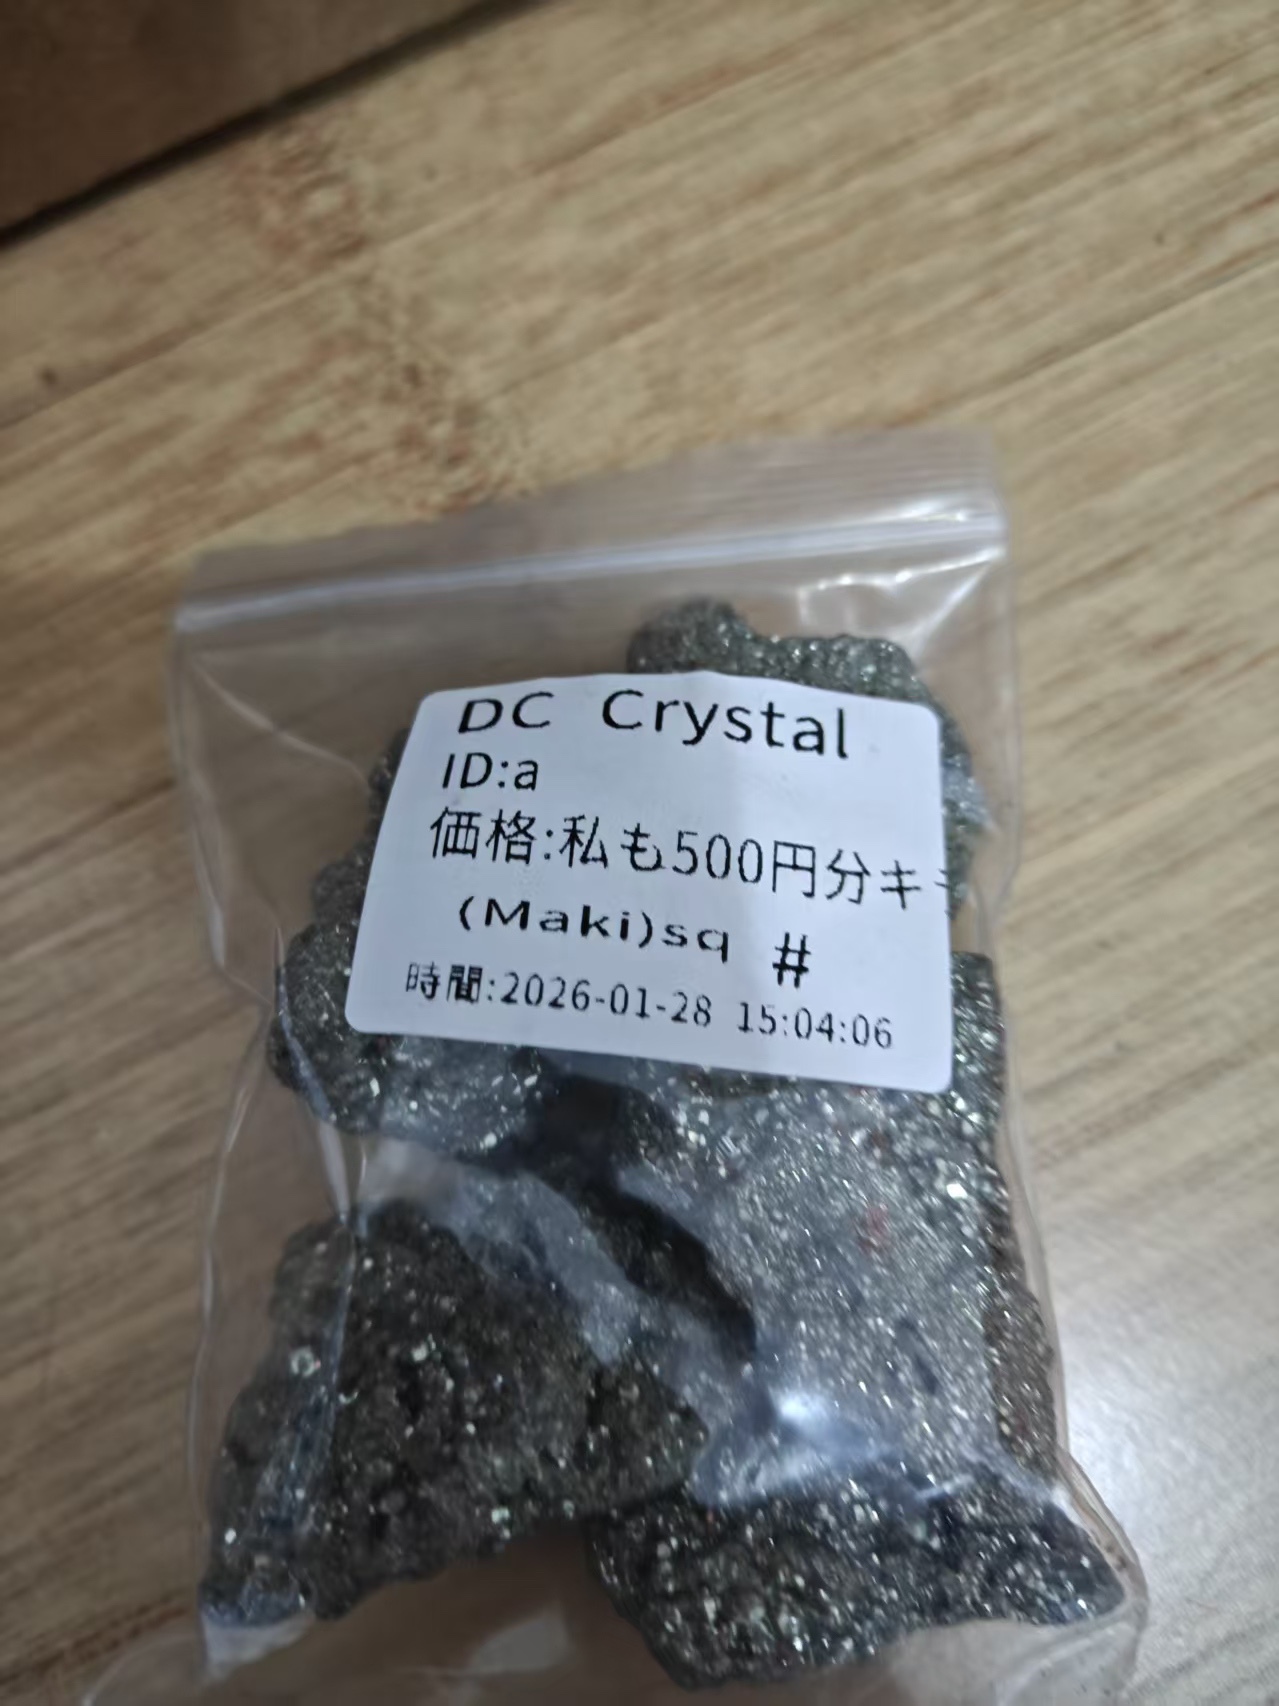 DC Crystal
ID:a
価格:私も500円分キ
(Maki)sq #
時間:2026-01-28 15:04:06